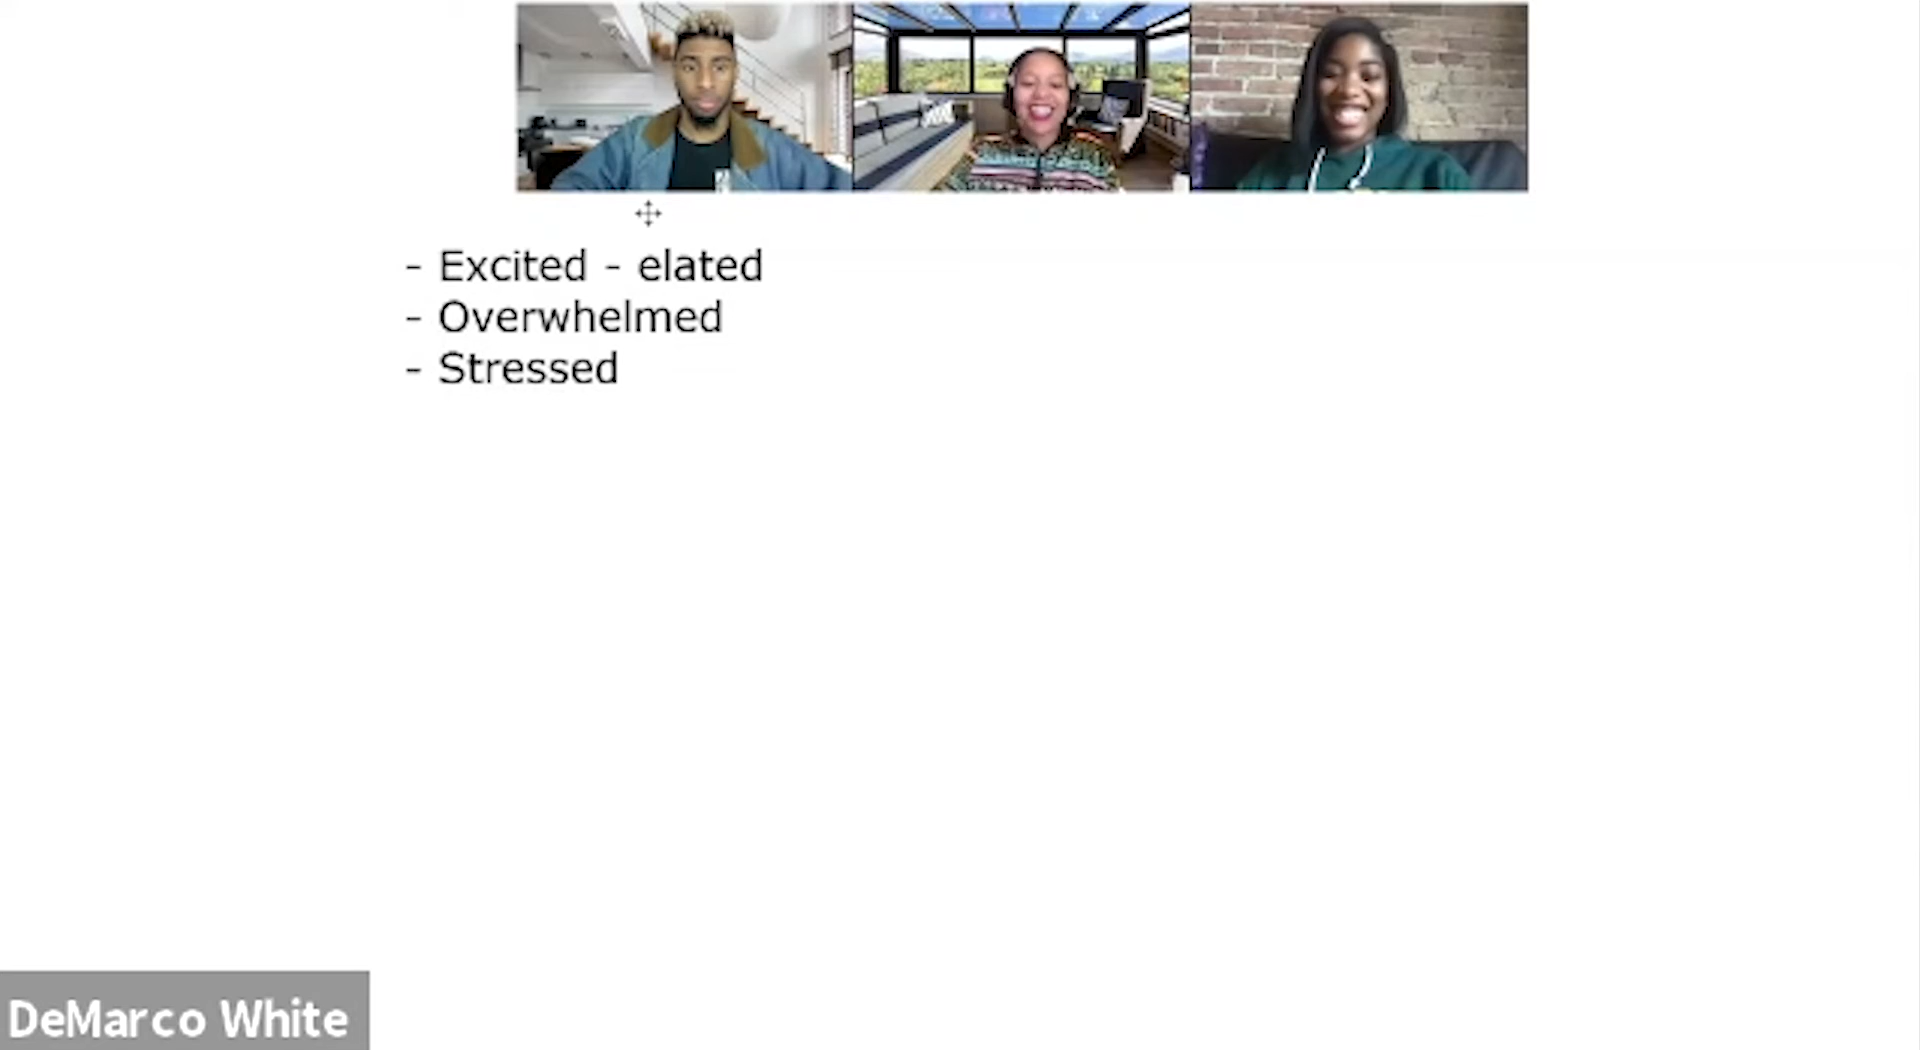 - Excited - elated
- Overwhelmed
- Stressed
DeMarco White